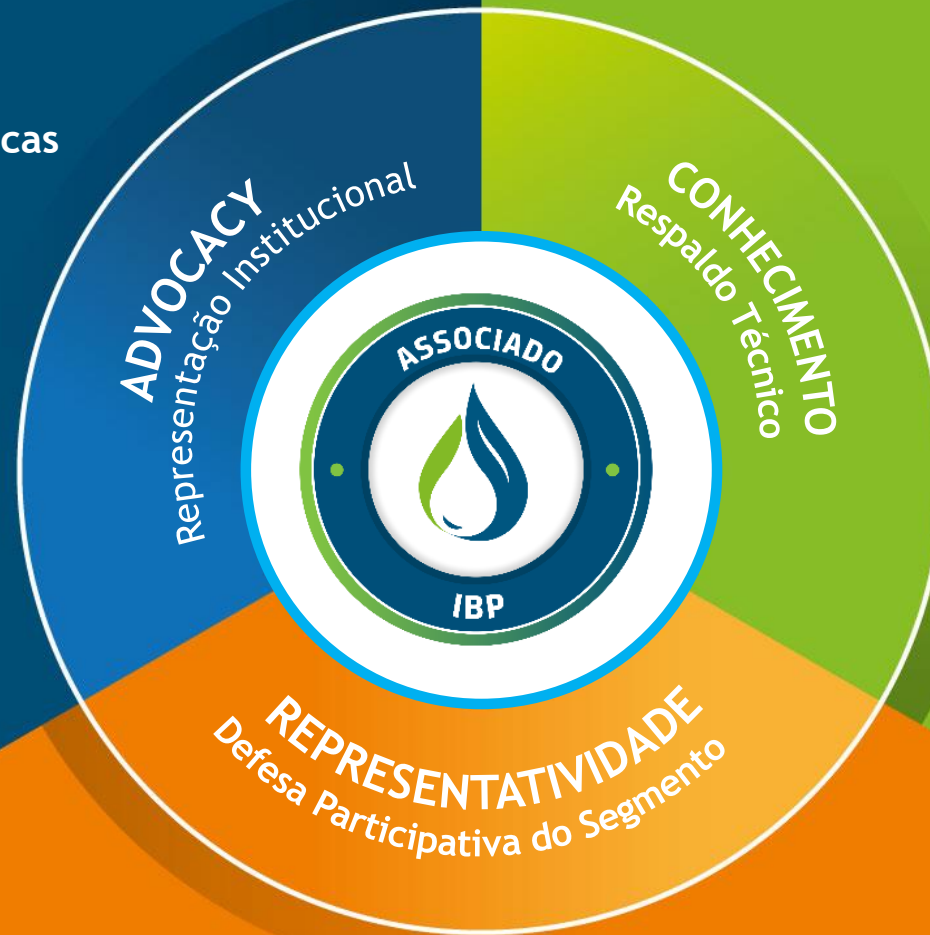 cas
ADVOCACY
Representação Institucional
CONHECIMENTO
Respaldo Técnico
ASSOCIADO
IBP
REPRESENTATIVIDADE
Defesa Participativa do Segmento